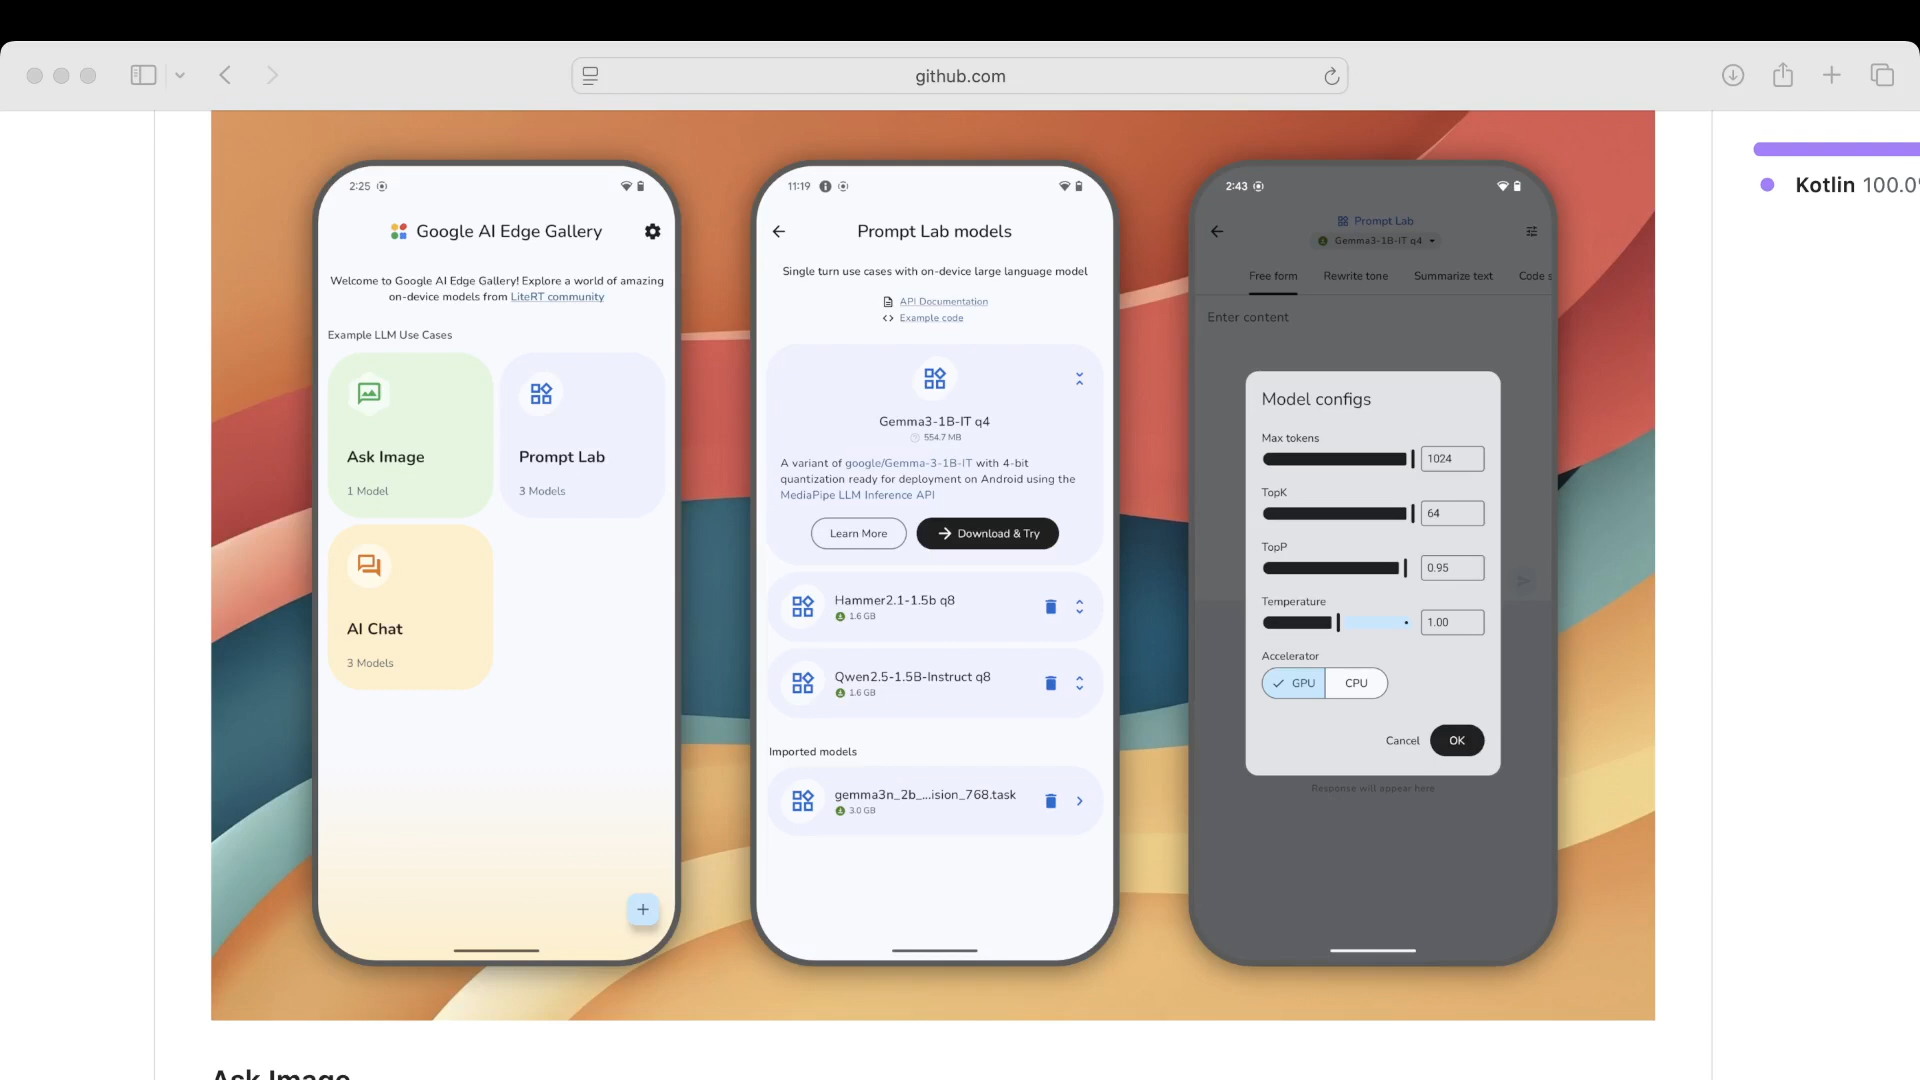 github.com
Kotlin 100.0%
2:25
Google AI Edge Gallery
Welcome to Google AI Edge Gallery! Explore a world of amazing
on-device models from LiteRT community
Example LLM Use Cases
Ask Image
1 Model
Prompt Lab
3 Models
AI Chat
3 Models
11:19
Prompt Lab models
Single turn use cases with on-device large language model
API Documentation
Example code
Gemma3-1B-IT q4
554.7 MB
A variant of google/Gemma-3-1B-IT with 4-bit
quantization ready for deployment on Android using the
MediaPipe LLM Inference API
Learn More
Download & Try
Hammer2.1-1.5b q8
1.6 GB
Qwen2.5-1.5B-Instruct q8
1.6 GB
Imported models
gemma3n_2b_...ision_768.task
3.0 GB
2:43
Prompt Lab
Gemma3-1B-IT q4
Free form Rewrite tone Summarize text Code s
Enter content
Model configs
Max tokens
1024
TopK
64
TopP
0.95
Temperature
1.00
Accelerator
GPU CPU
Cancel OK
Response will appear here
Ask Image